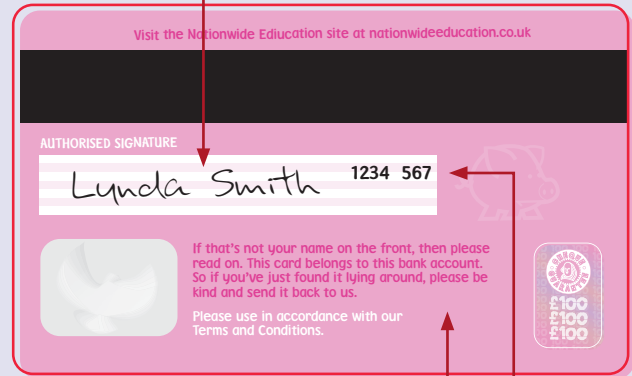 Visit the Nationwide Ediucation site at nationwideeducation.co.uk
AUTHORISED SIGNATURE
Lynda Smith 1234 567
If that's not your name on the front, then please
read on. This card belongs to this bank account.
So if you've just found it lying around, please be
kind and send it back to us.
Please use in accordance with our
Terms and Conditions.
£100
£100
£100